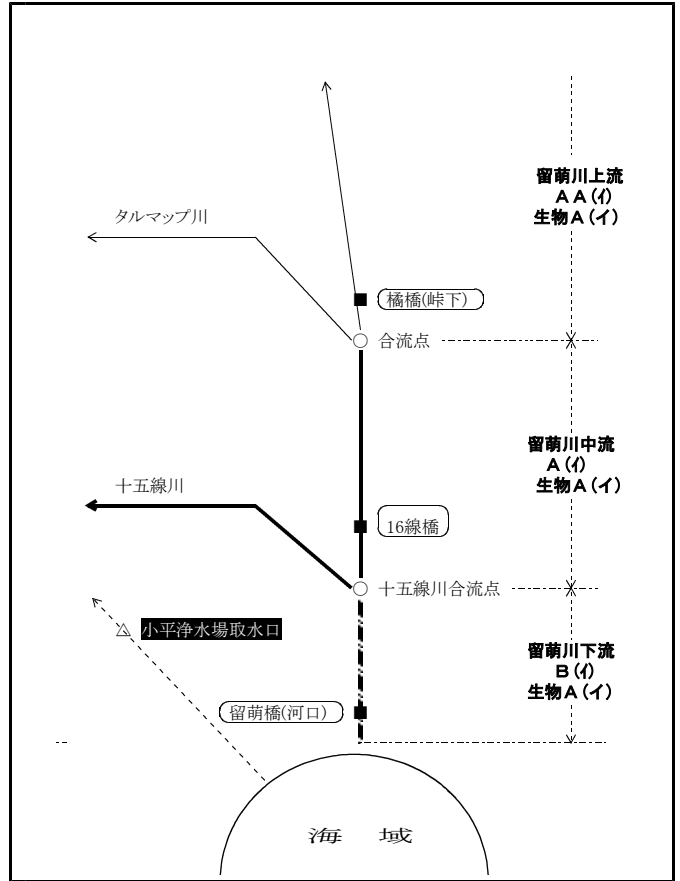 留萌川上流
ＡＡ(ｲ)
生物Ａ(イ)
タルマップ川
橘橋(峠下)
合流点
留萌川中流
Ａ(ｲ)
生物Ａ(イ)
十五線川
16線橋
十五線川合流点
小平浄水場取水口
留萌川下流
Ｂ(ｲ)
生物Ａ(イ)
留萌橋(河口)
海　域